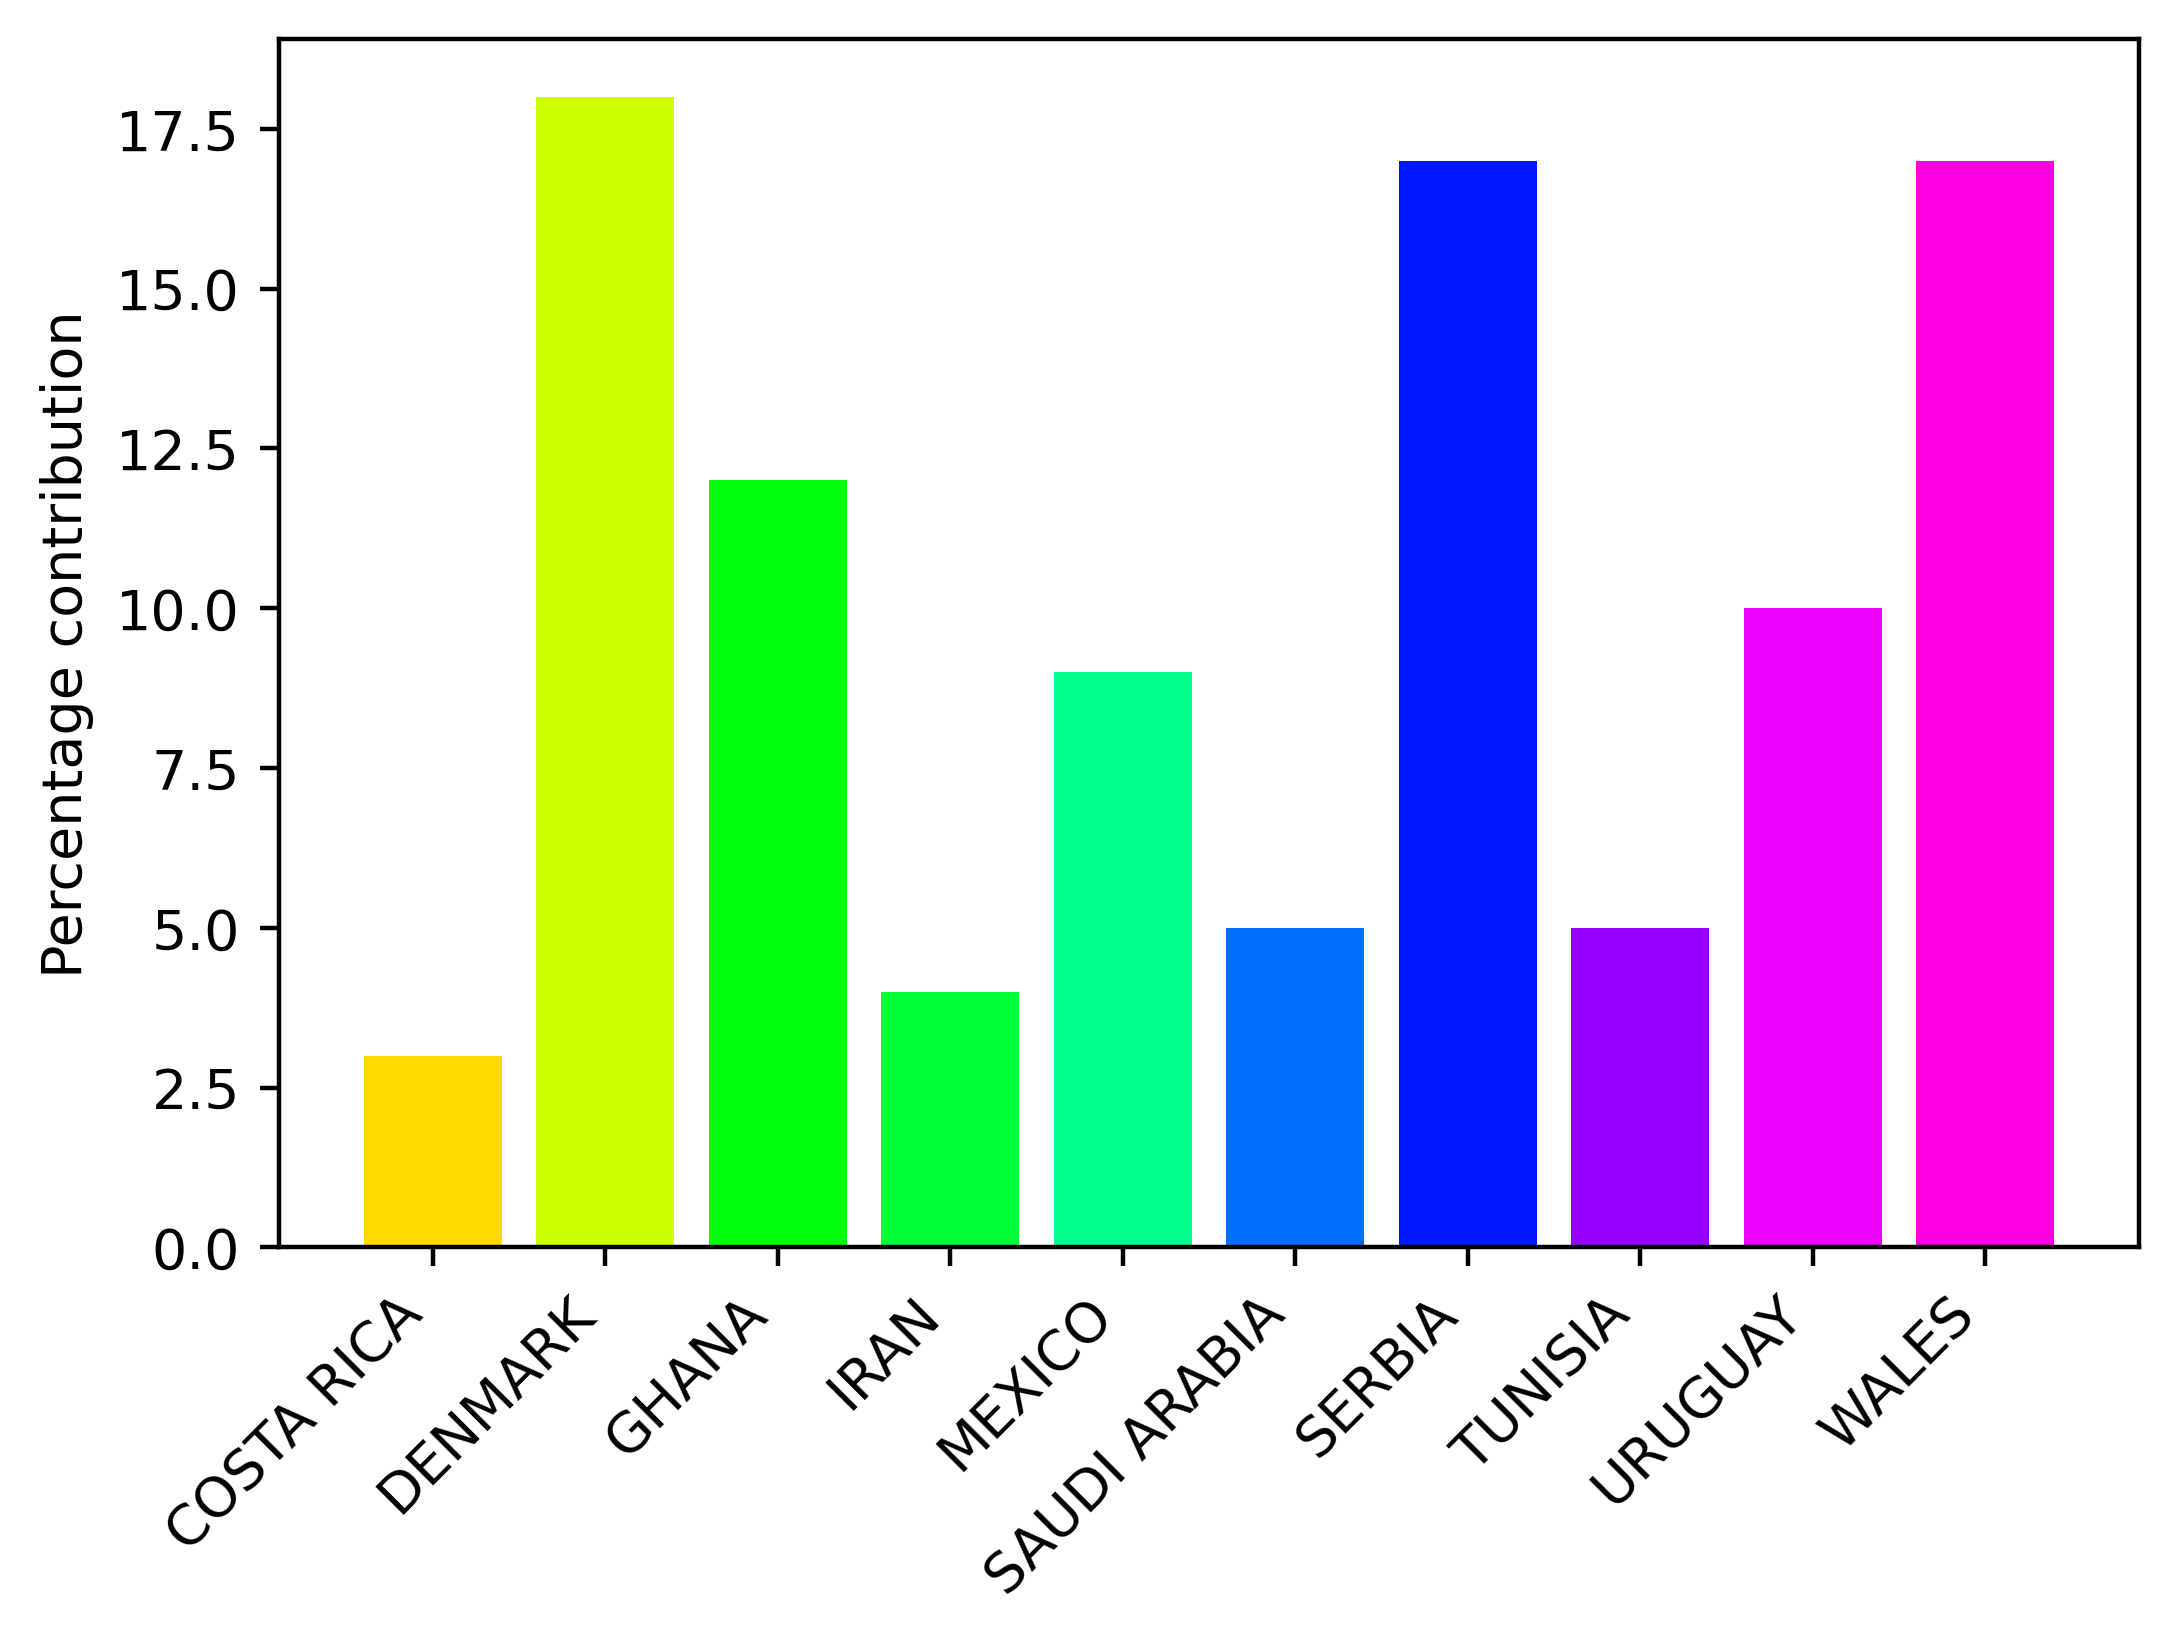 Percentage contribution
17.5
15.0
12.5
10.0
7.5
5.0
2.5
0.0
COSTA RICA
DENMARK
GHANA
IRAN
MEXICO
SAUDI ARABIA
SERBIA
TUNISIA
URUGUAY
WALES